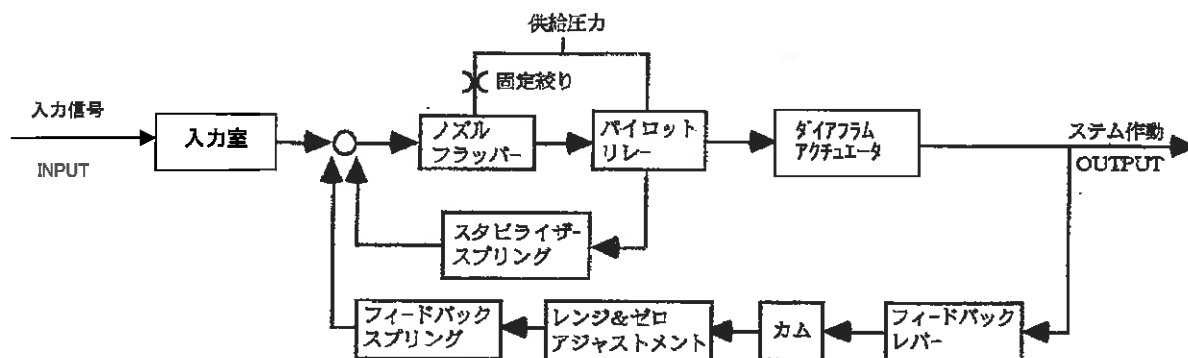 供給圧力
固定絞り
入力信号
INPUT
入力室
ノズル
フラッパー
パイロット
リレー
ダイアフラム
アクチュエータ
ステム作動
OUTPUT
スタビライザー
スプリング
フィードバック
スプリング
レンジ&ゼロ
アジャストメント
カム
フィードバック
レバー